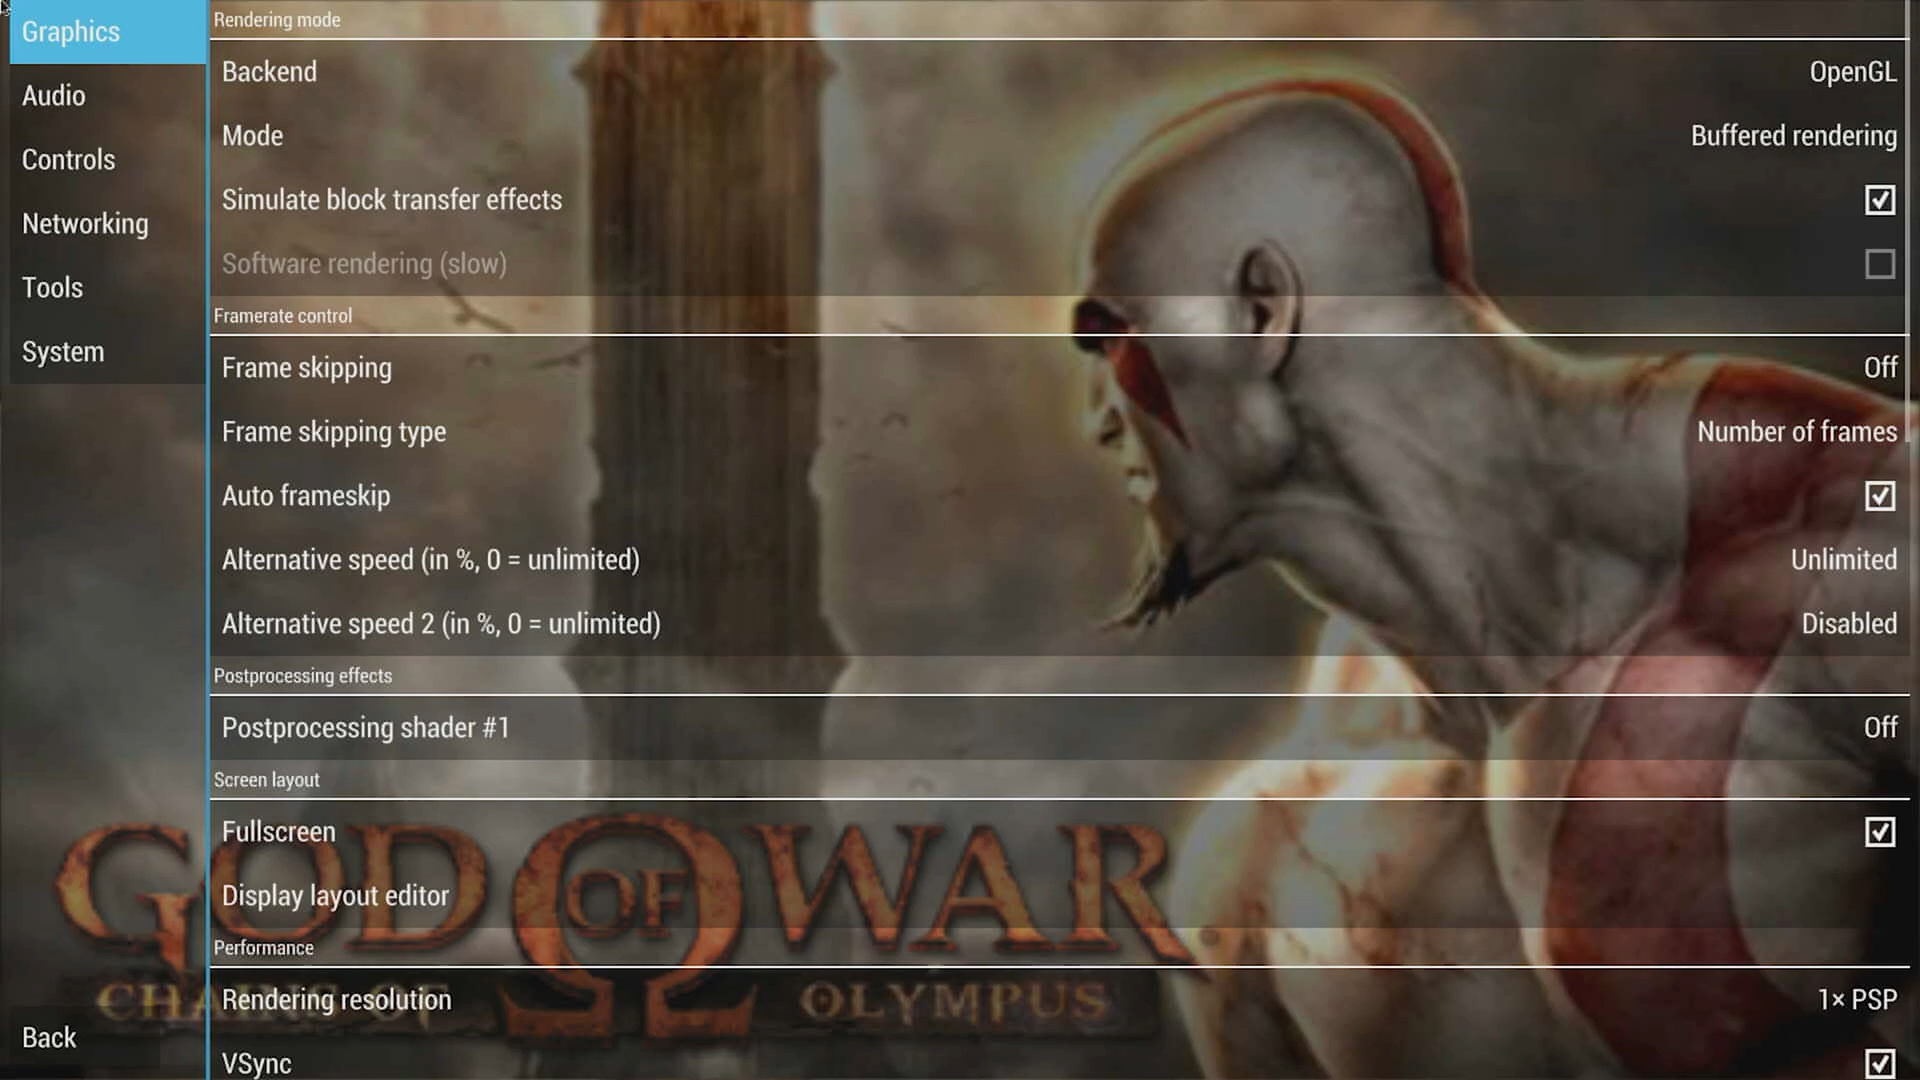 Graphics
Audio
Controls
Networking
Tools
System
Back
Rendering mode
Backend OpenGL
Mode Buffered rendering
Simulate block transfer effects
Software rendering (slow)
Framerate control
Frame skipping Off
Frame skipping type Number of frames
Auto frameskip
Alternative speed (in %, 0 = unlimited) Unlimited
Alternative speed 2 (in %, 0 = unlimited) Disabled
Postprocessing effects
Postprocessing shader #1 Off
Screen layout
Fullscreen
Display layout editor
Performance
Rendering resolution 1× PSP
VSync
GOD OF WAR
CHAINS OF OLYMPUS